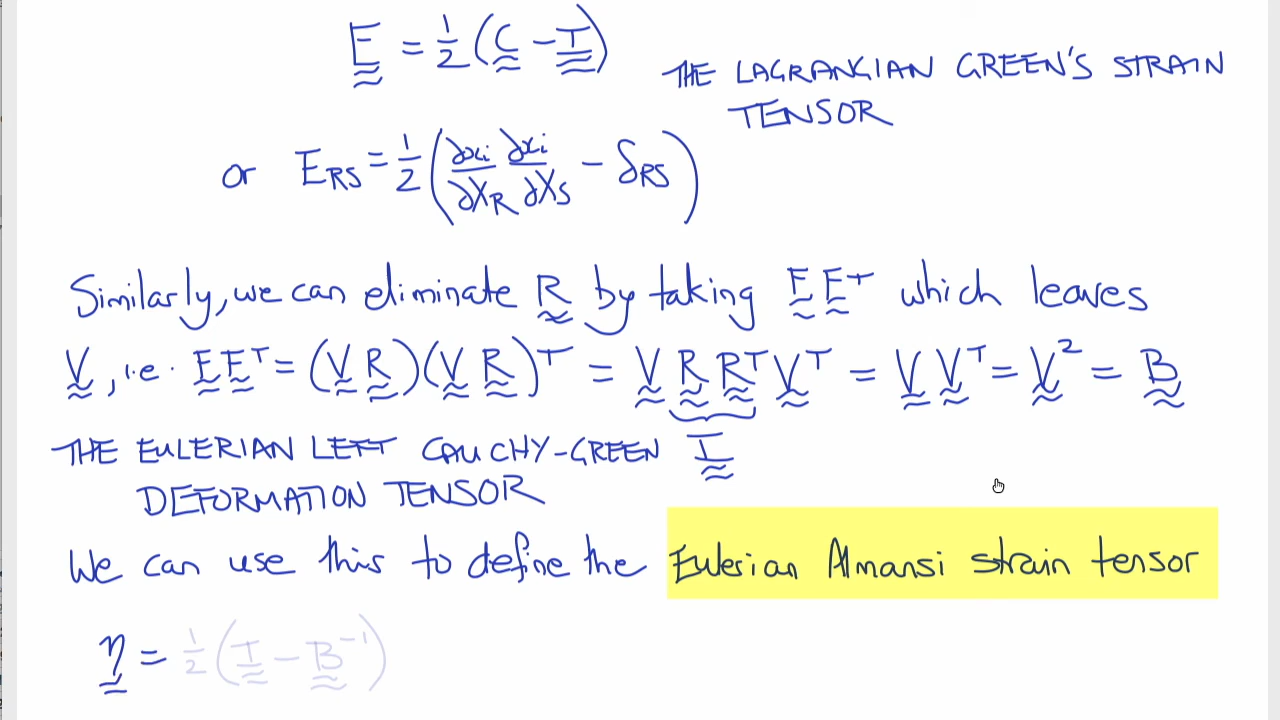 E = 1/2 (C - I)
THE LAGRANGIAN GREEN'S STRAIN
TENSOR
or E_RS = 1/2 (∂xi/∂X_R ∂xi/∂X_S - δ_RS)
Similarly, we can eliminate R by taking F F^T which leaves
V, i.e. F F^T = (V R)(V R)^T = V R R^T V^T = V V^T = V² = B
I
THE EULERIAN LEFT CAUCHY-GREEN
DEFORMATION TENSOR
We can use this to define the Eulerian Almansi strain tensor
η = 1/2 (I - B^-1)